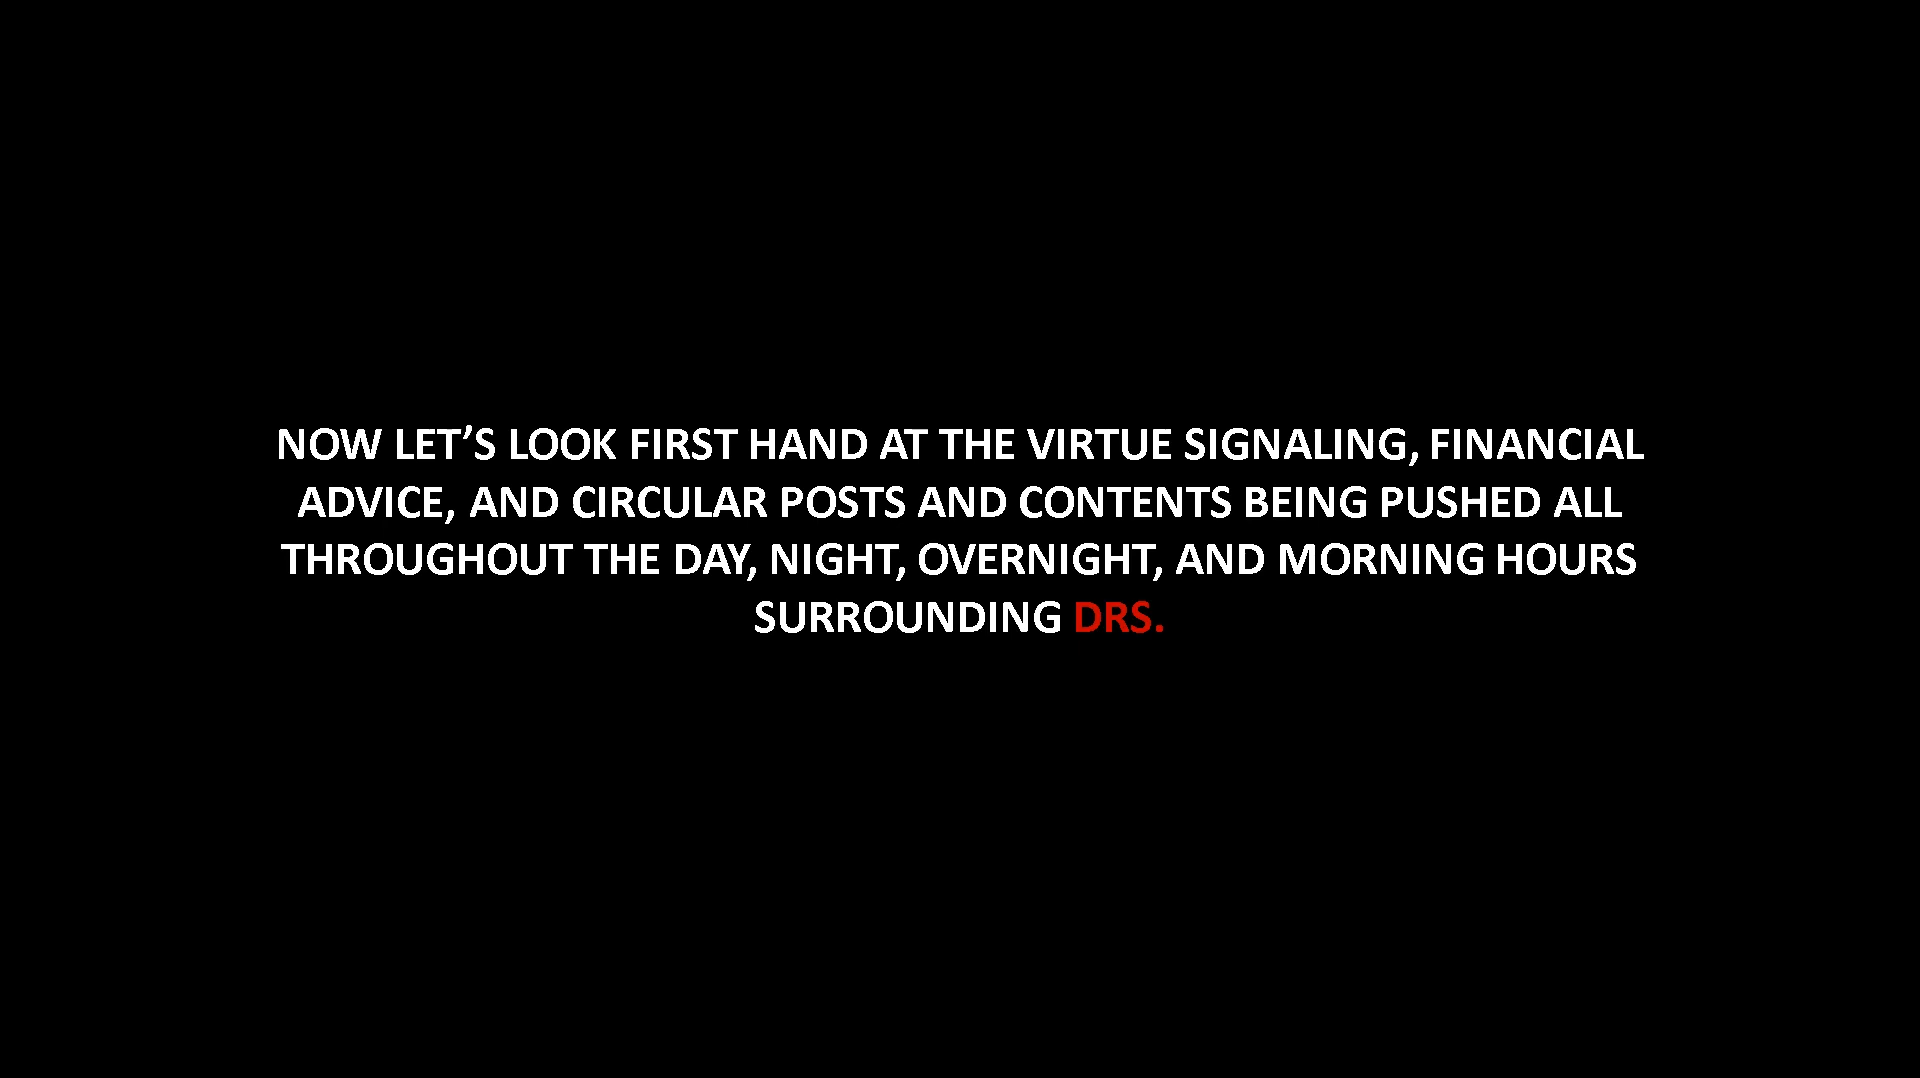 NOW LET’S LOOK FIRST HAND AT THE VIRTUE SIGNALING, FINANCIAL
ADVICE, AND CIRCULAR POSTS AND CONTENTS BEING PUSHED ALL
THROUGHOUT THE DAY, NIGHT, OVERNIGHT, AND MORNING HOURS
SURROUNDING DRS.